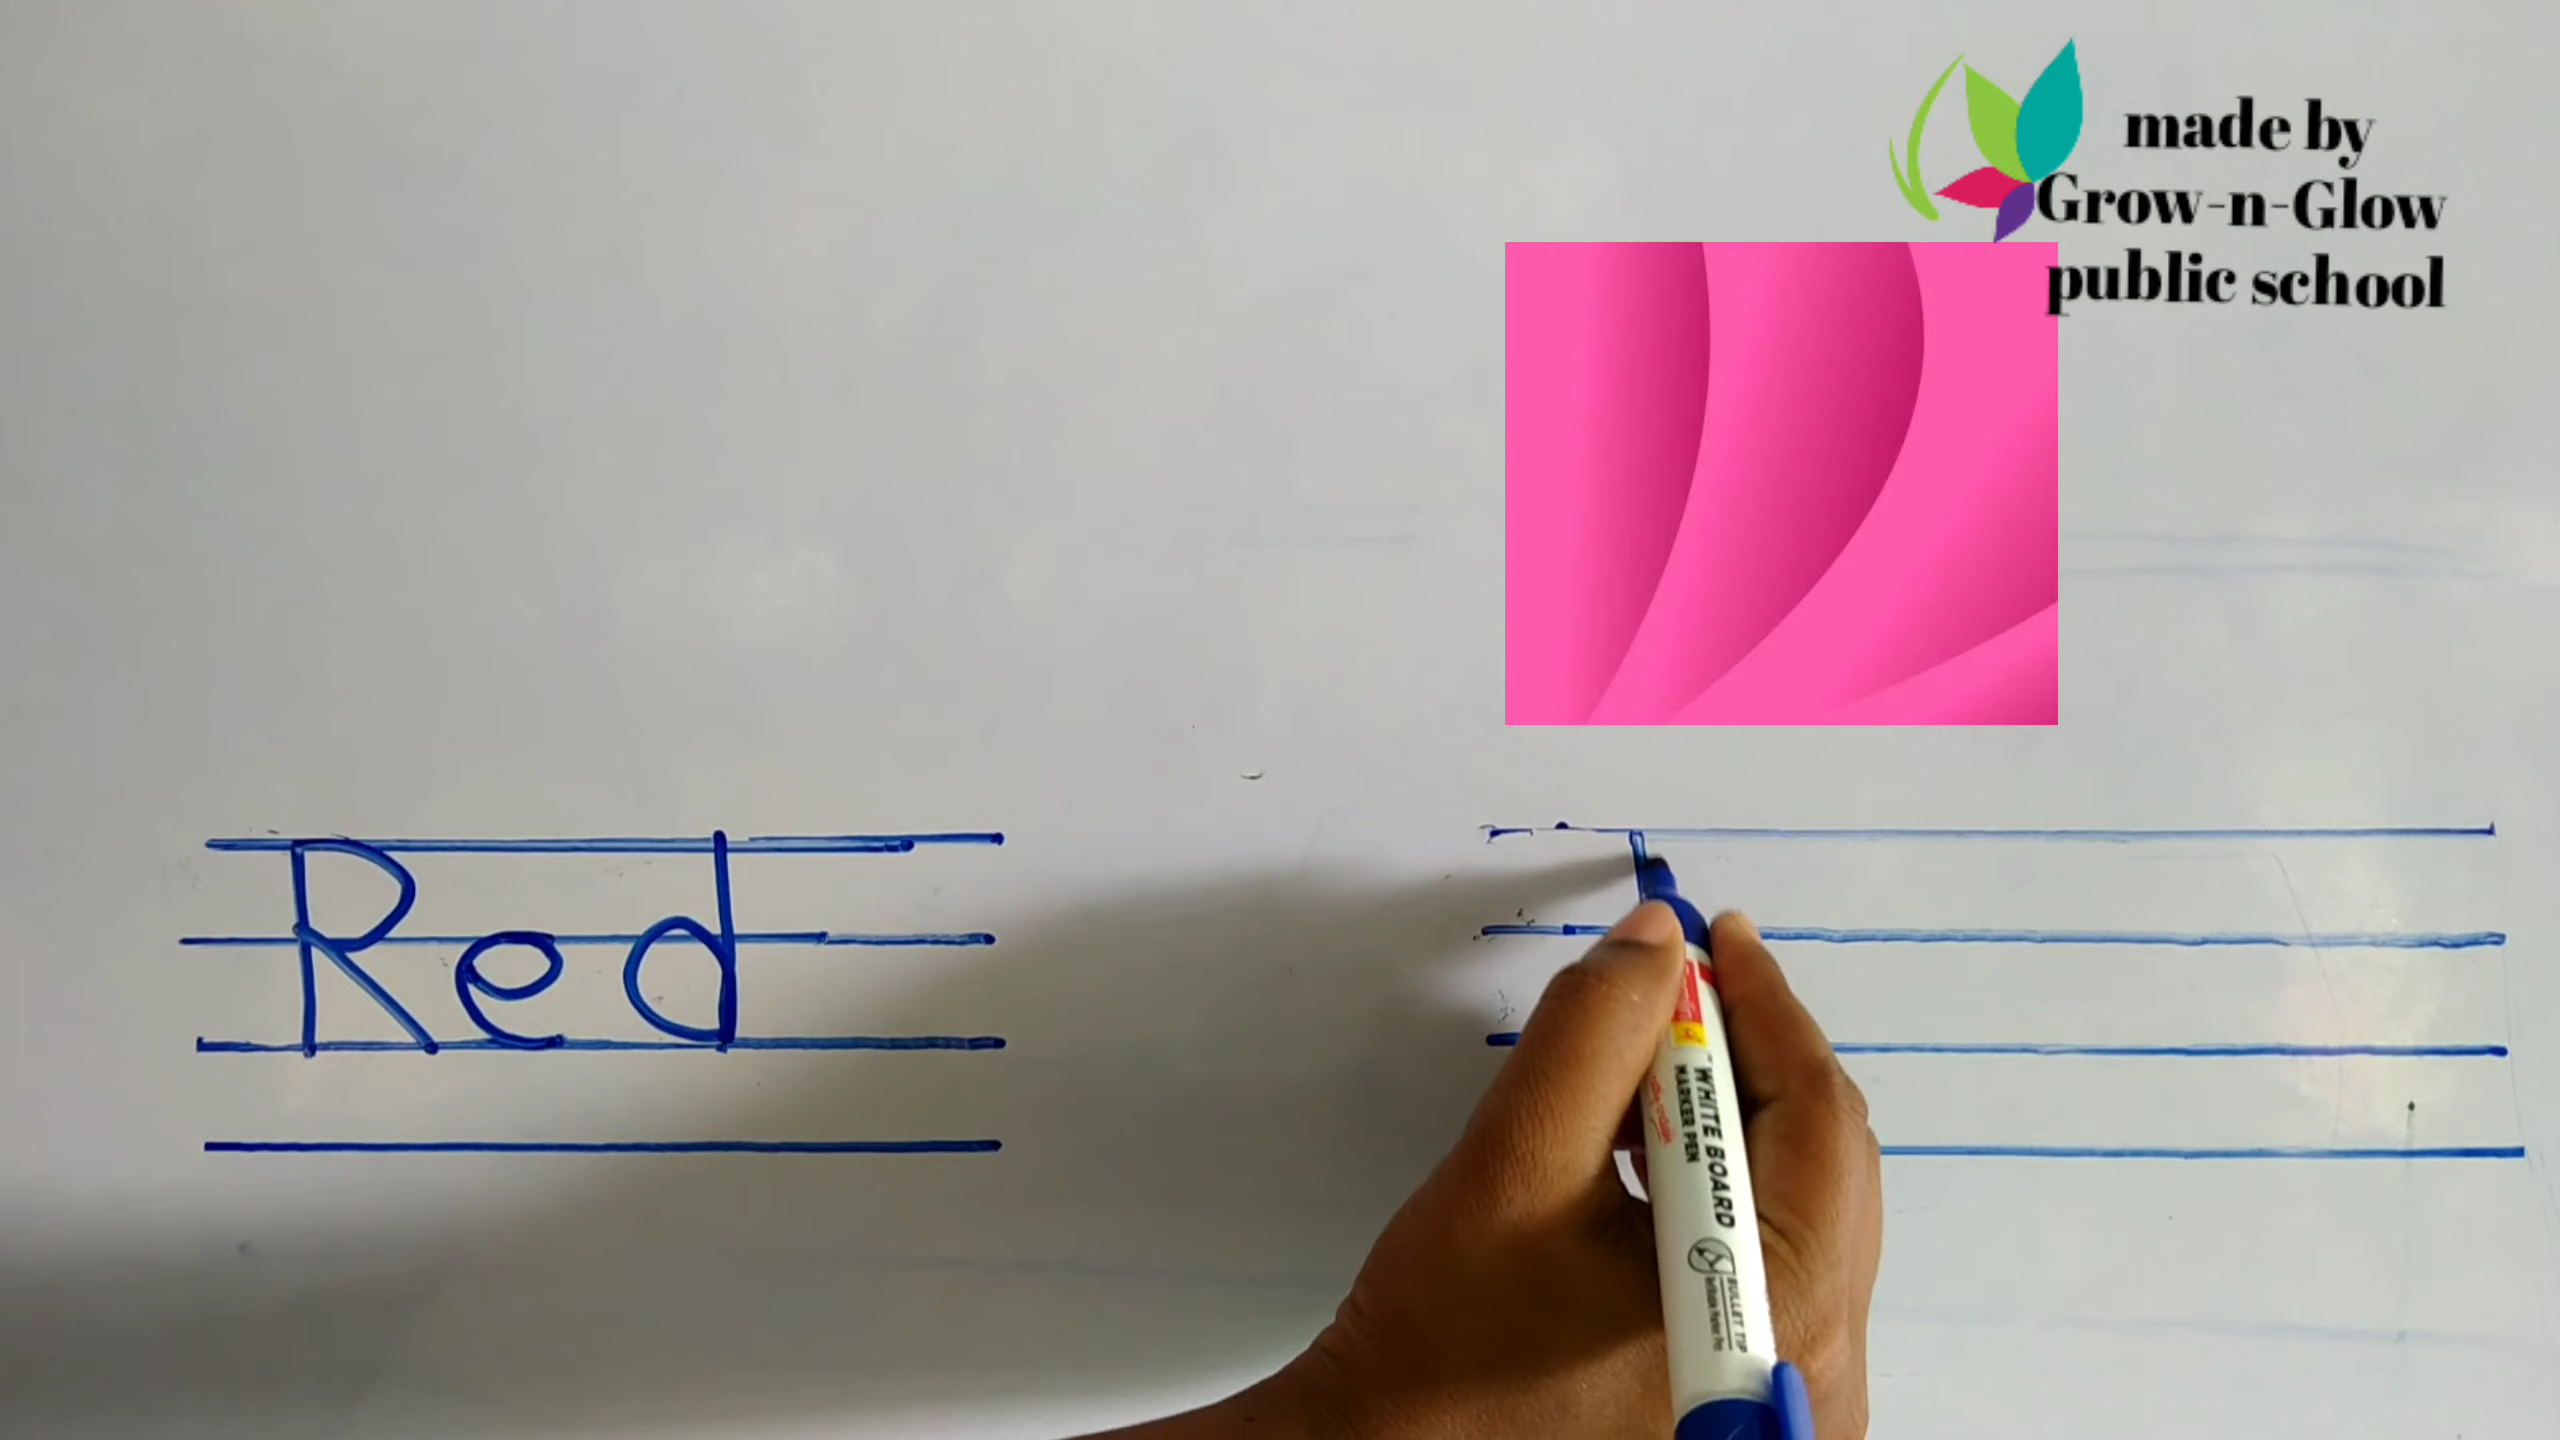 made by
Grow-n-Glow
public school
Red
WHITE BOARD
MARKER PEN
BULLET TIP